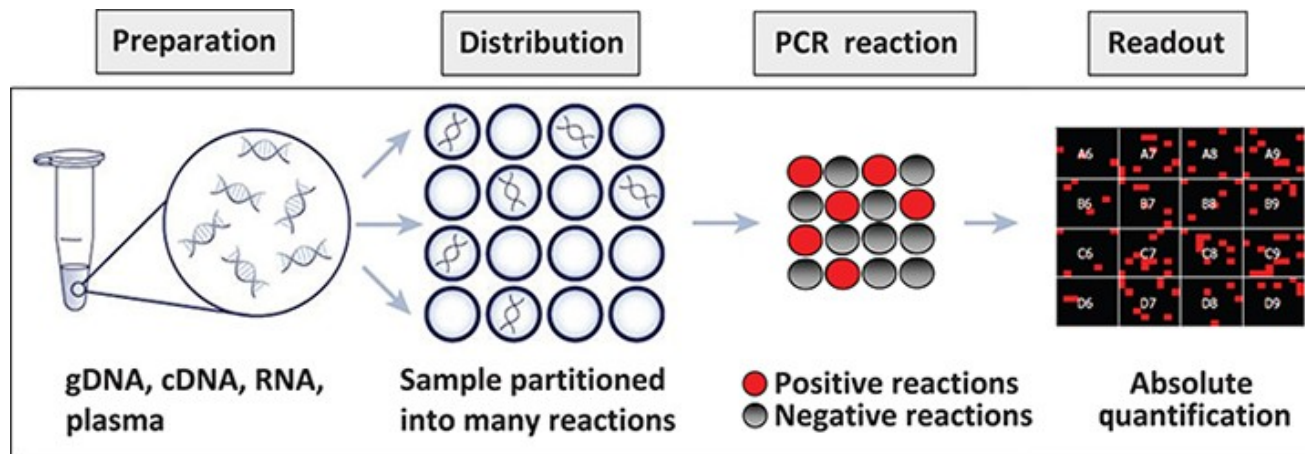 Preparation
Distribution
PCR reaction
Readout
A6 A7 A8 A9
B6 B7 B8 B9
C6 C7 C8 C9
D6 D7 D8 D9
gDNA, cDNA, RNA,
plasma
Sample partitioned
into many reactions
Positive reactions
Negative reactions
Absolute
quantification